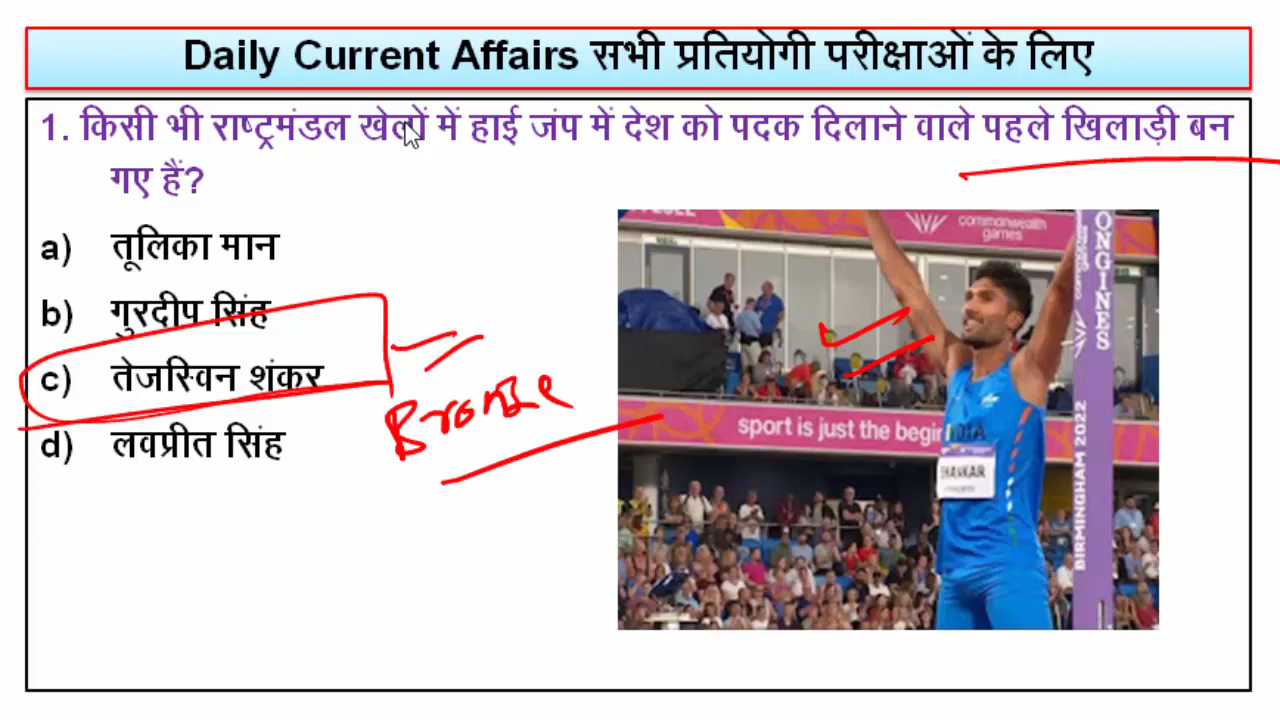 Daily Current Affairs सभी प्रतियोगी परीक्षाओं के लिए
1. किसी भी राष्ट्रमंडल खेलों में हाई जंप में देश को पदक दिलाने वाले पहले खिलाड़ी बन
गए हैं?
a) तूलिका मान
b) गुरदीप सिंह
c) तेजस्विन शंकर
d) लवप्रीत सिंह
Bronze
commonwealth
games
ONGINES
sport is just the begin
INDIA
SHANKAR
BIRMINGHAM 2022